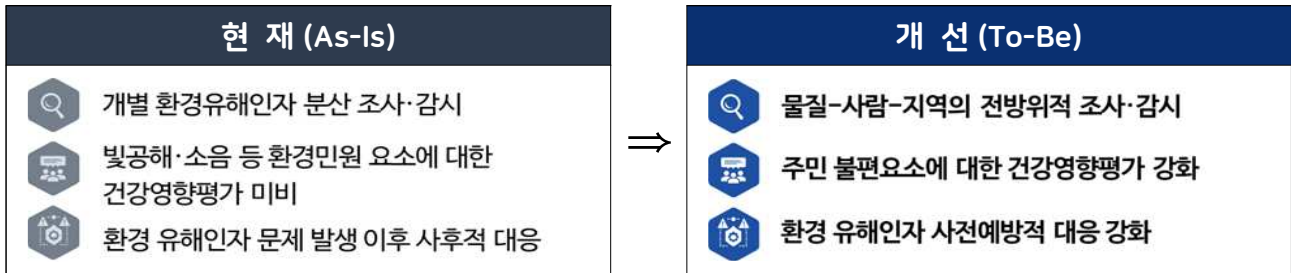 현 재 (As-Is)
개별 환경유해인자 분산 조사·감시
빛공해·소음 등 환경민원 요소에 대한
건강영향평가 미비
환경 유해인자 문제 발생 이후 사후적 대응
⇒
개 선 (To-Be)
물질-사람-지역의 전방위적 조사·감시
주민 불편요소에 대한 건강영향평가 강화
환경 유해인자 사전예방적 대응 강화